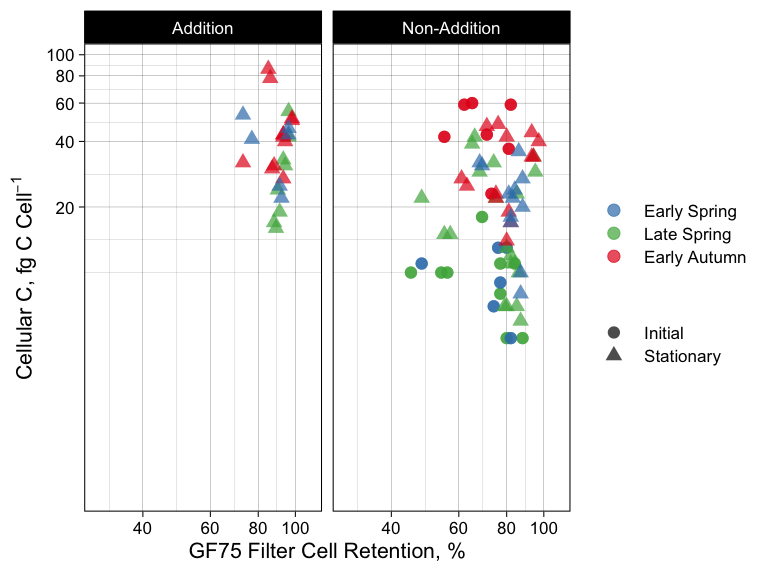 Addition
Non-Addition
100
80
60
40
20
Cellular C, fg C Cell⁻¹
40 60 80 100
40 60 80 100
GF75 Filter Cell Retention, %
Early Spring
Late Spring
Early Autumn
Initial
Stationary